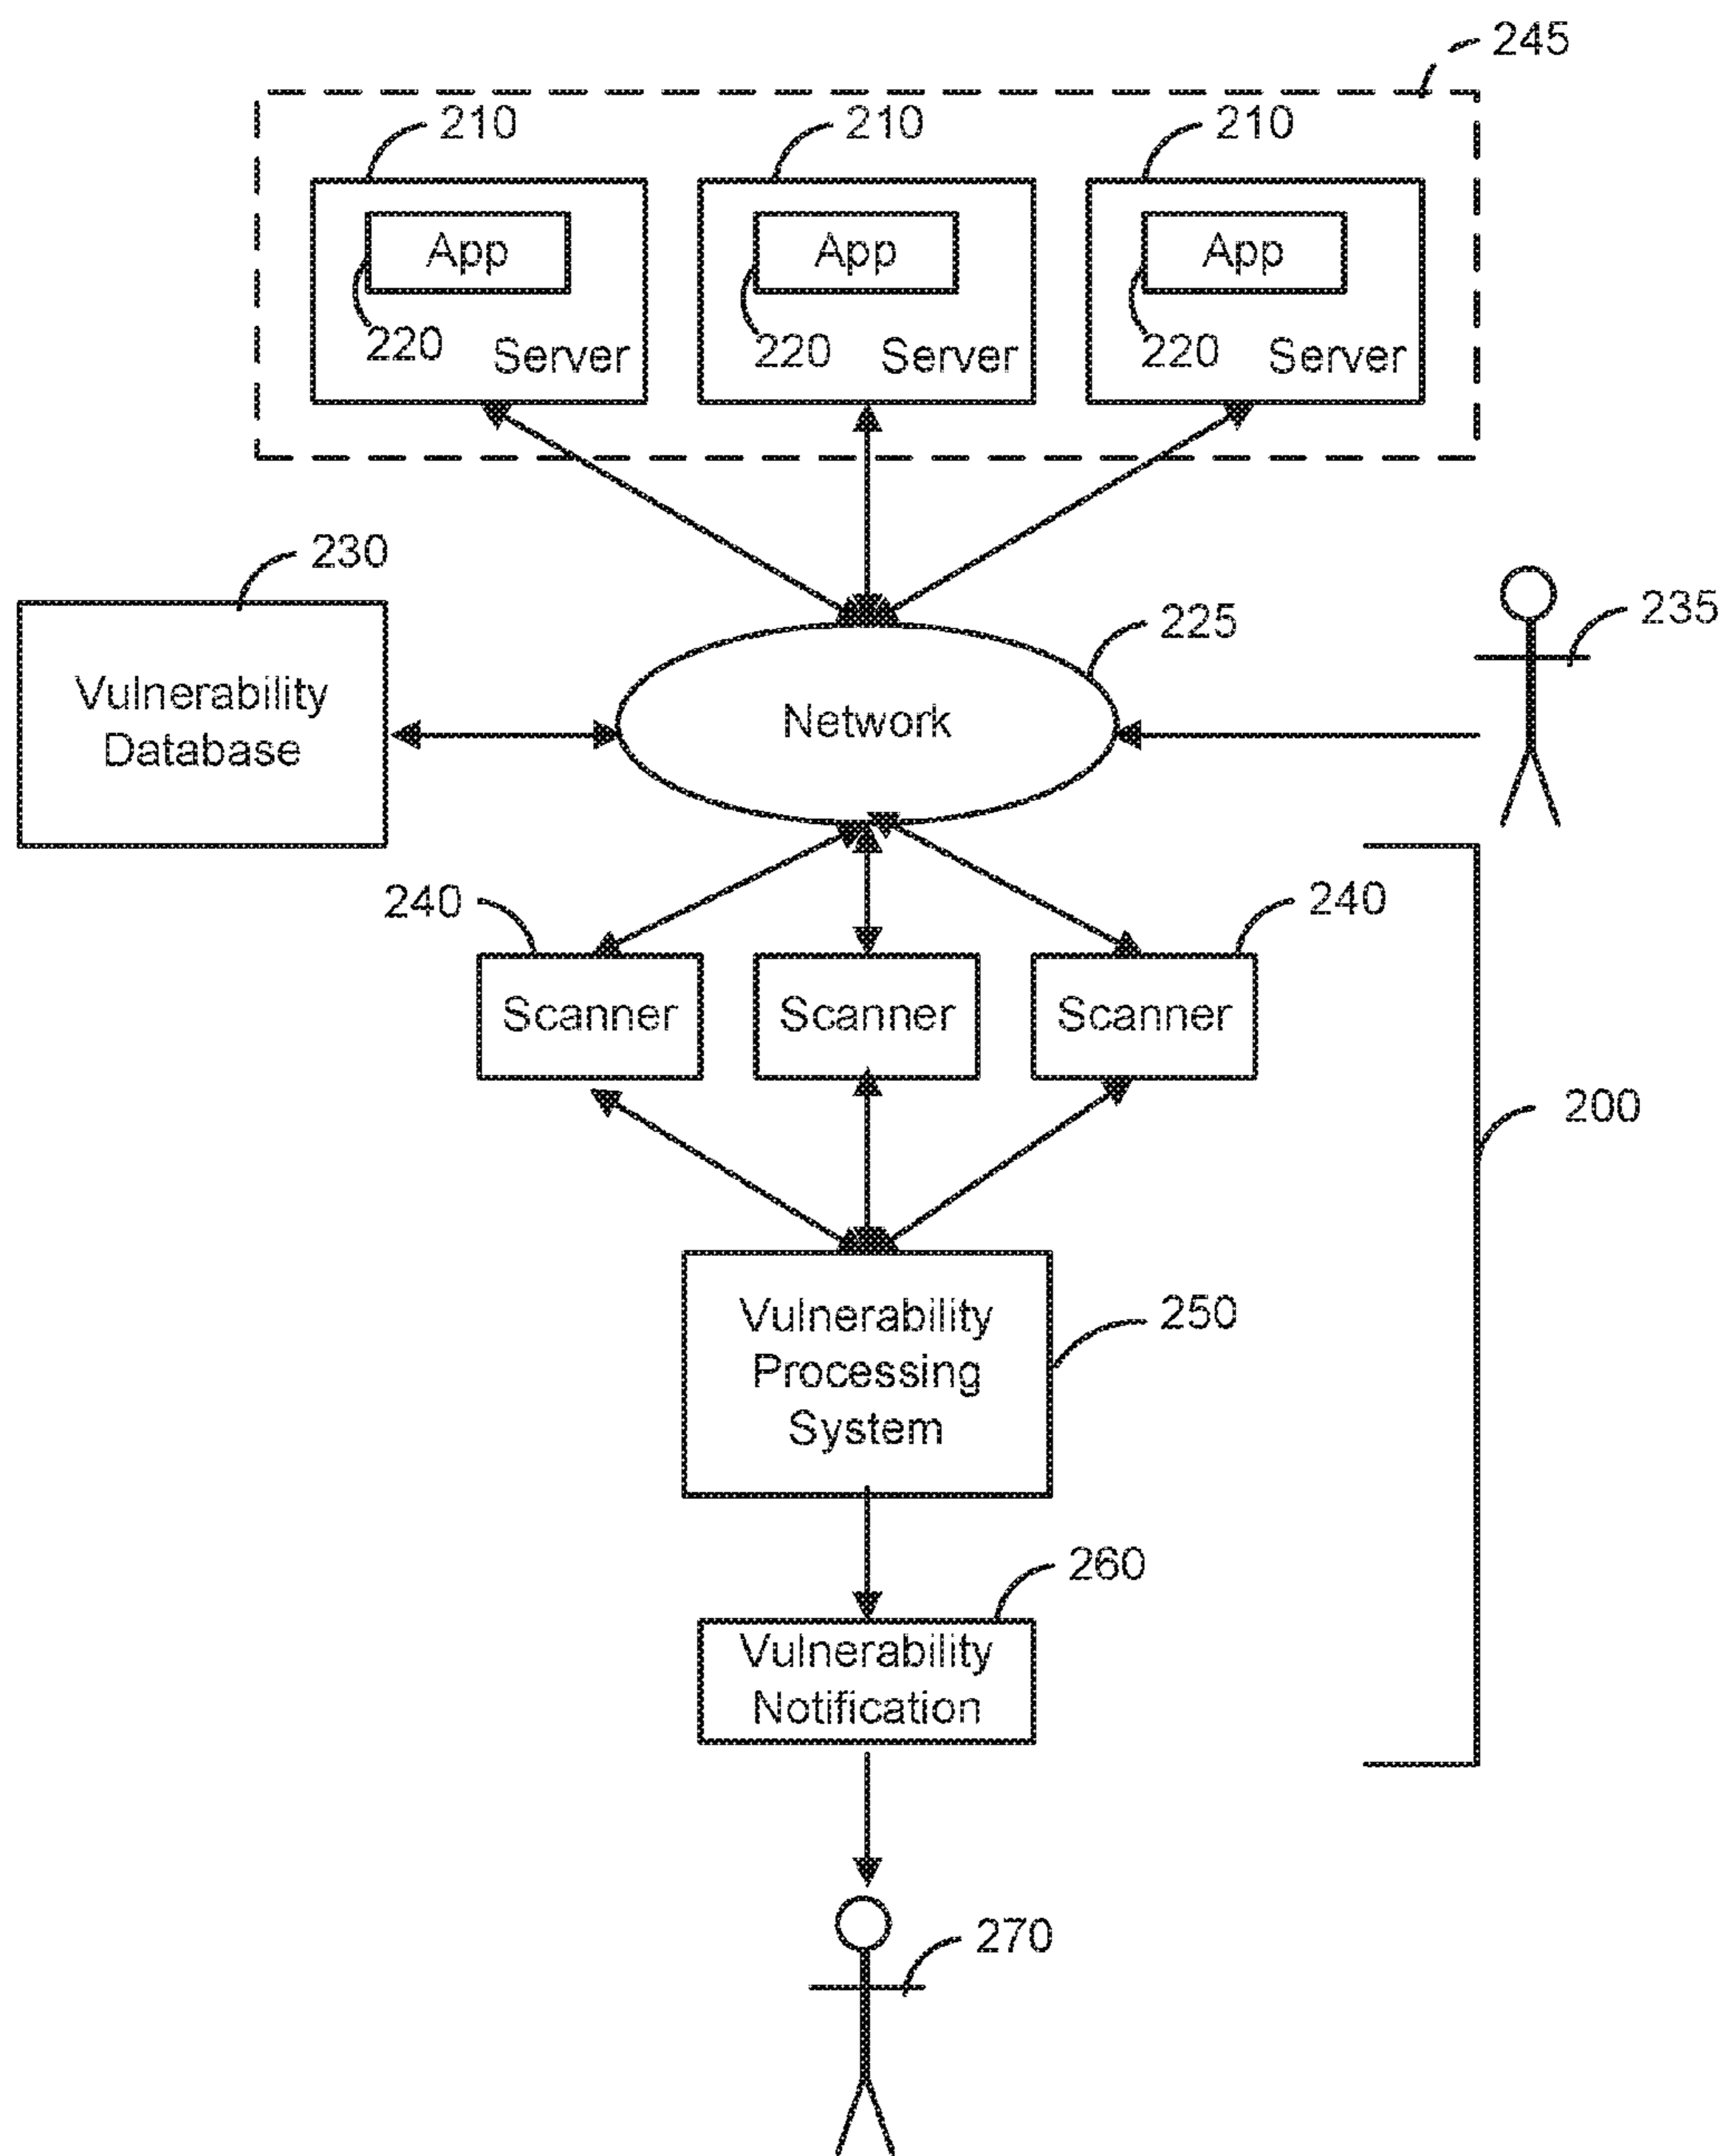 245
210
210
210
App
App
App
220
Server
220
Server
220
Server
230
225
235
Vulnerability
Database
Network
240
240
Scanner
Scanner
Scanner
200
Vulnerability
Processing
System
250
260
Vulnerability
Notification
270